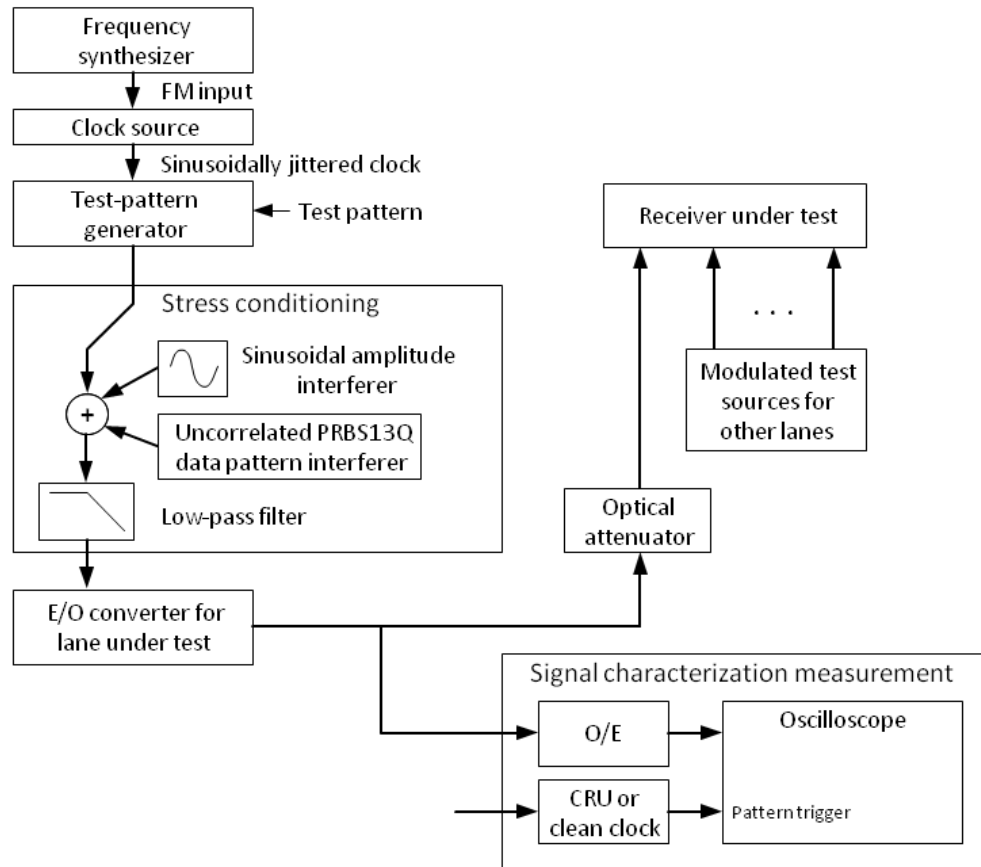 Frequency
synthesizer
FM input
Clock source
Sinusoidally jittered clock
Test-pattern
generator
Test pattern
Stress conditioning
Sinusoidal amplitude
interferer
+
Uncorrelated PRBS13Q
data pattern interferer
Low-pass filter
E/O converter for
lane under test
Receiver under test
. . .
Modulated test
sources for
other lanes
Optical
attenuator
Signal characterization measurement
O/E
Oscilloscope
CRU or
clean clock
Pattern trigger